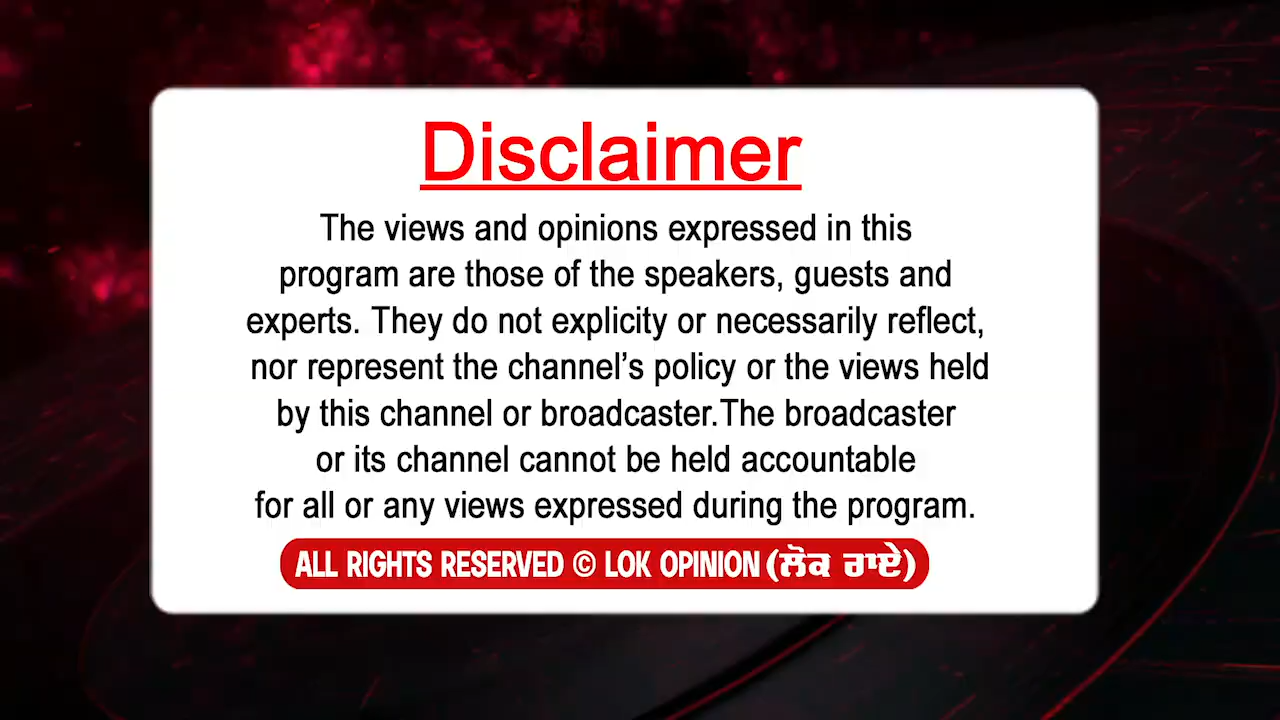 Disclaimer
The views and opinions expressed in this
program are those of the speakers, guests and
experts. They do not explicity or necessarily reflect,
nor represent the channel’s policy or the views held
by this channel or broadcaster.The broadcaster
or its channel cannot be held accountable
for all or any views expressed during the program.
ALL RIGHTS RESERVED © LOK OPINION (ਲੋਕ ਰਾਏ)